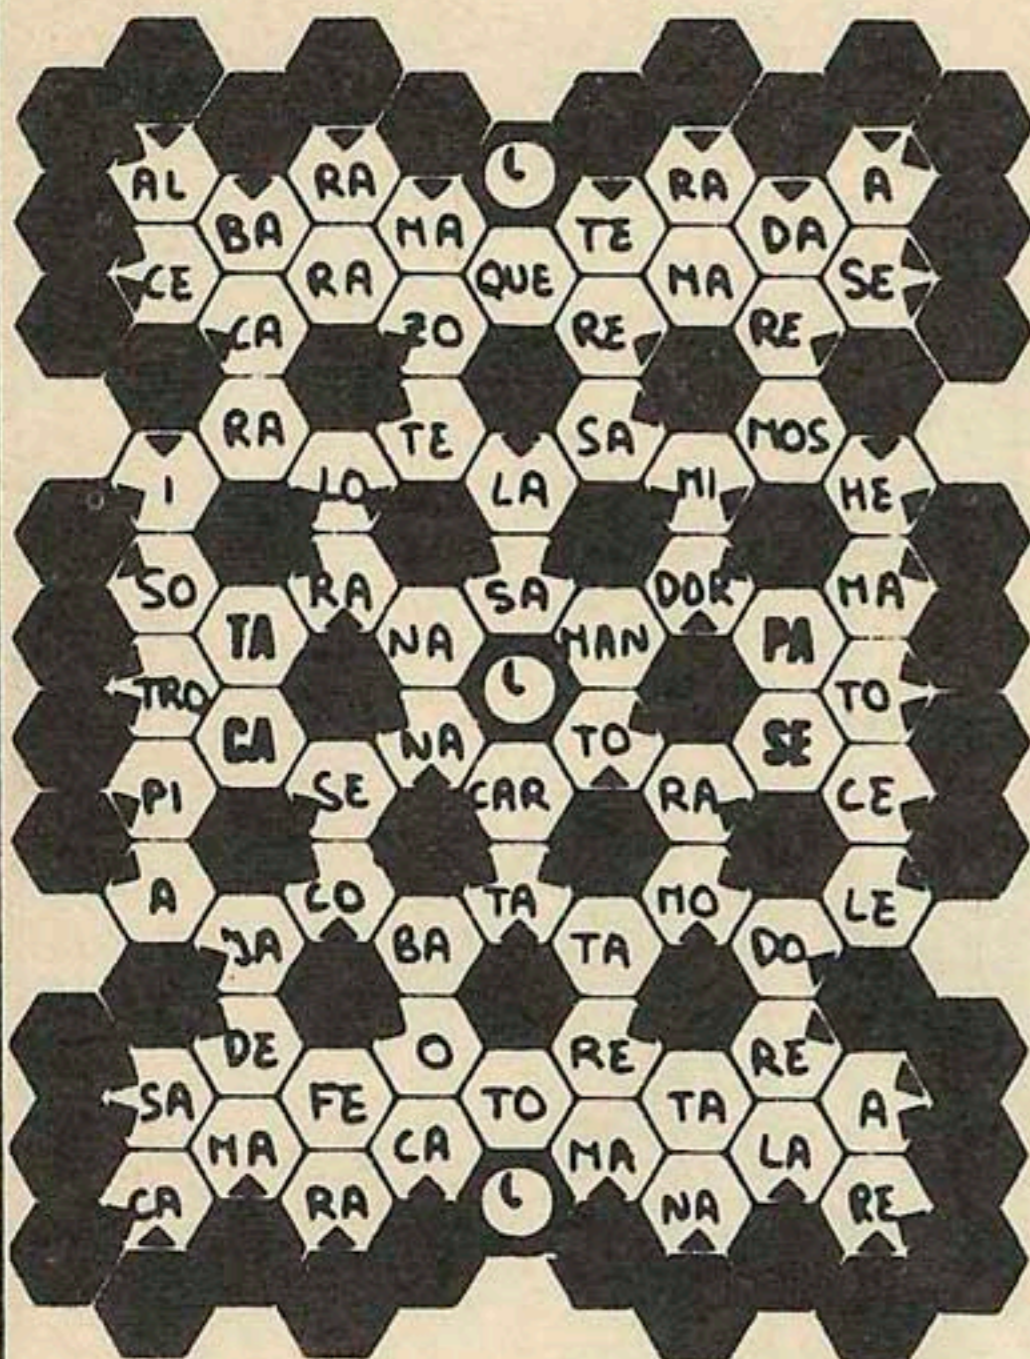 AL RA RA A
BA MA TE DA
CE RA QUE MA SE
CA ZO RE RE
RA TE SA MOS
I LO LA MI HE
SO RA SA DOR MA
TA NA MAN PA
TRO TO
CA NA TO SE
PI SE CAR RA CE
A CO TA MO LE
JA BA TA DO
DE O RE RE
SA FE TO TA A
MA CA MA LA
CA RA NA RE